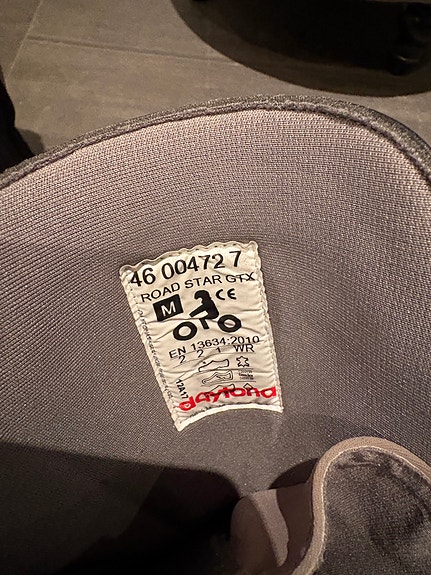 46 004727
ROAD STAR GTX
M CE
EN 13634:2010
2 2 1 WR
daytona